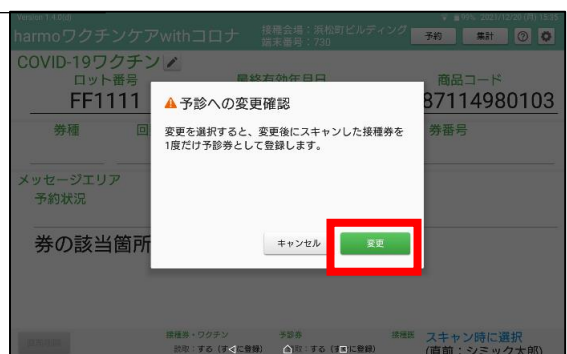 Version 1.4.0(8)
99% 2021/12/20 (月) 15:35
harmoワクチンケアwithコロナ
接種会場：浜松町ビルディング
端末番号：730
予約
集計
COVID-19ワクチン
ロット番号
最終有効年月日
商品コード
FF1111
87114980103
予診への変更確認
変更を選択すると、変更後にスキャンした接種券を
1度だけ予診券として登録します。
券種
回
券番号
メッセージエリア
予約状況
券の該当箇所
キャンセル
変更
接種券・ワクチン
予診券
接種医
スキャン時に選択
(直前：シミック太郎)